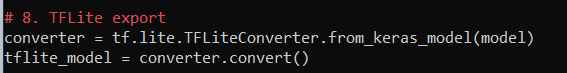 # 8. TFLite export
converter = tf.lite.TFLiteConverter.from_keras_model(model)
tflite_model = converter.convert()